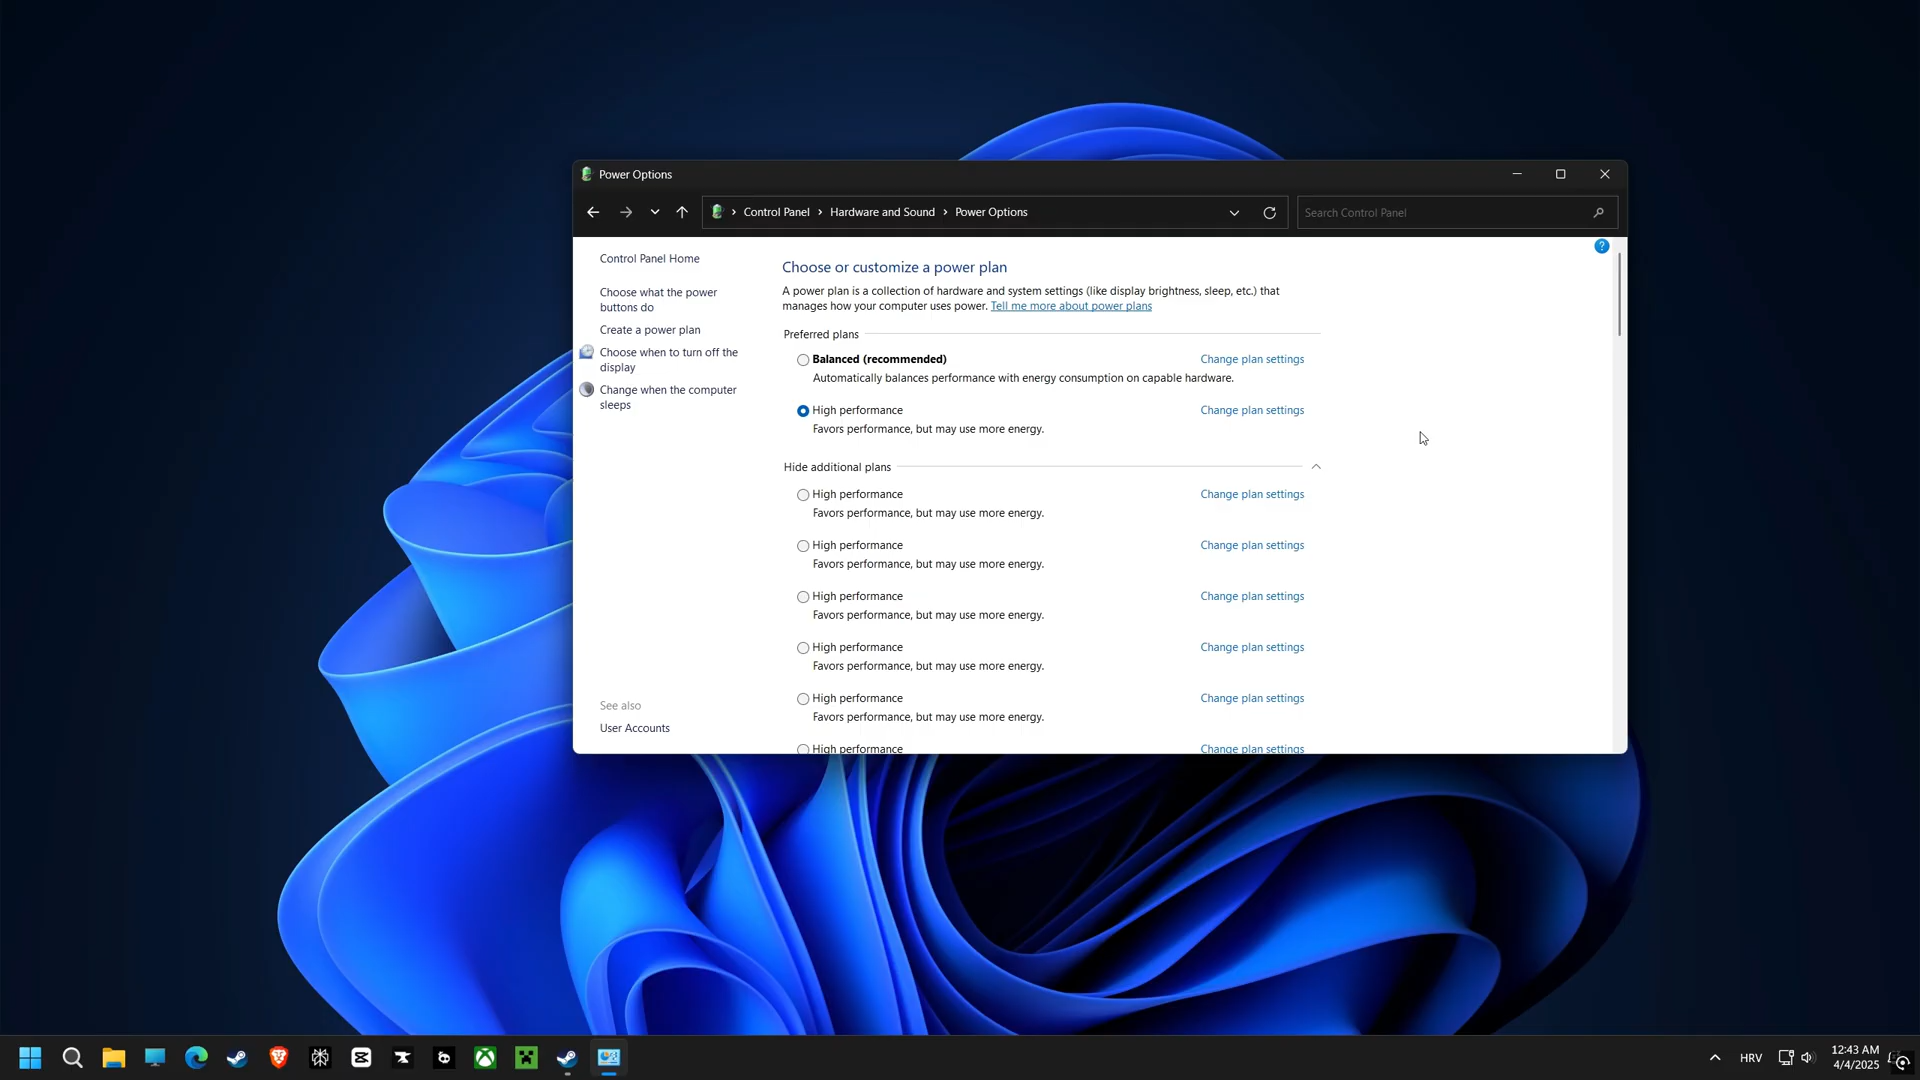 Power Options
Control Panel › Hardware and Sound › Power Options
Search Control Panel
?
Control Panel Home
Choose what the power
buttons do
Create a power plan
Choose when to turn off the
display
Change when the computer
sleeps
See also
User Accounts
Choose or customize a power plan
A power plan is a collection of hardware and system settings (like display brightness, sleep, etc.) that
manages how your computer uses power. Tell me more about power plans
Preferred plans
Balanced (recommended) Change plan settings
Automatically balances performance with energy consumption on capable hardware.
High performance Change plan settings
Favors performance, but may use more energy.
Hide additional plans
High performance Change plan settings
Favors performance, but may use more energy.
High performance Change plan settings
Favors performance, but may use more energy.
High performance Change plan settings
Favors performance, but may use more energy.
High performance Change plan settings
Favors performance, but may use more energy.
High performance Change plan settings
Favors performance, but may use more energy.
High performance Change plan settings
HRV
12:43 AM
4/4/2025